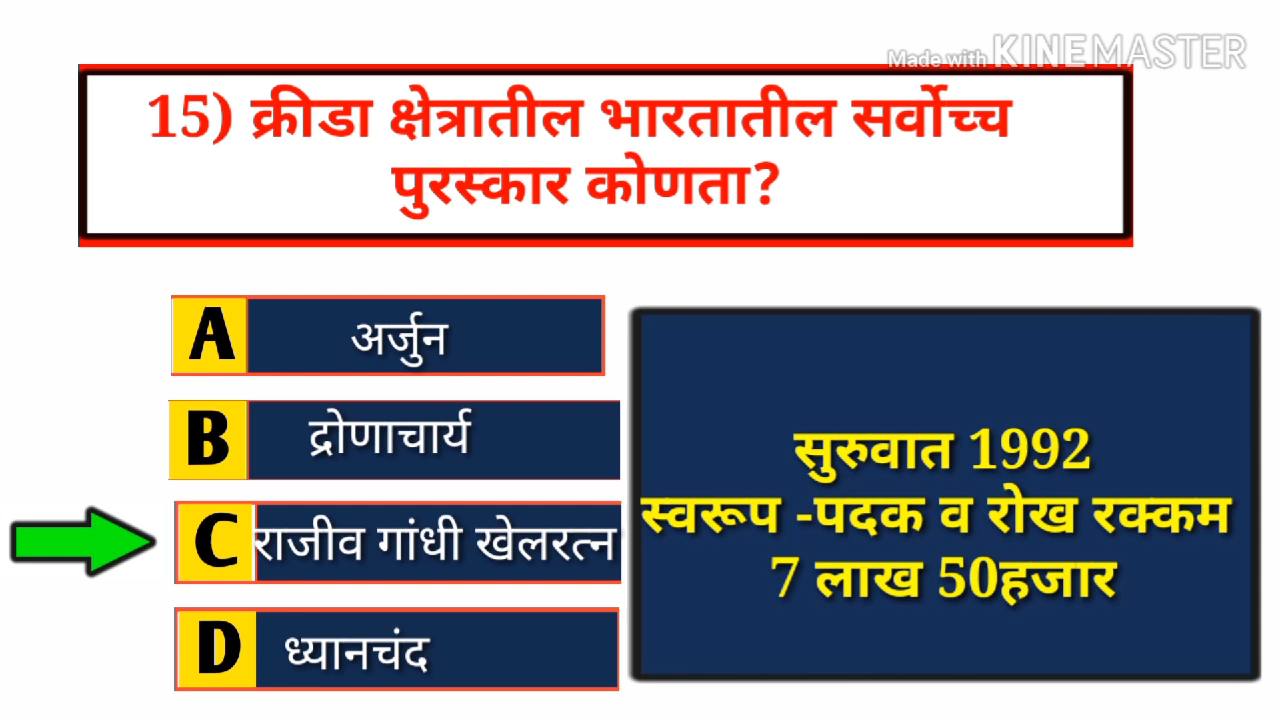 Made with KINEMASTER
15) क्रीडा क्षेत्रातील भारतातील सर्वोच्च
पुरस्कार कोणता?
A अर्जुन
B द्रोणाचार्य
C राजीव गांधी खेलरत्न
D ध्यानचंद
सुरुवात 1992
स्वरूप -पदक व रोख रक्कम
7 लाख 50हजार